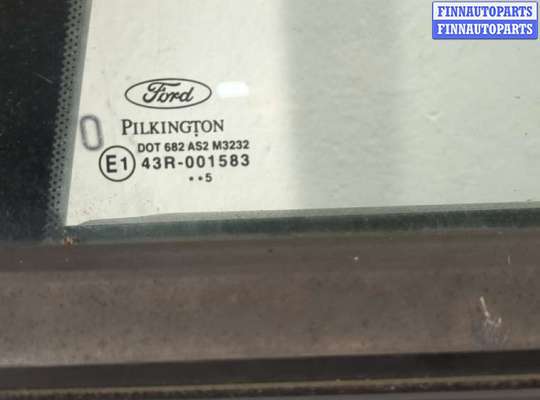 FINNAUTOPARTS
FINNAUTOPARTS
Ford
PILKINGTON
DOT 682 AS2 M3232
E1 43R-001583
••5